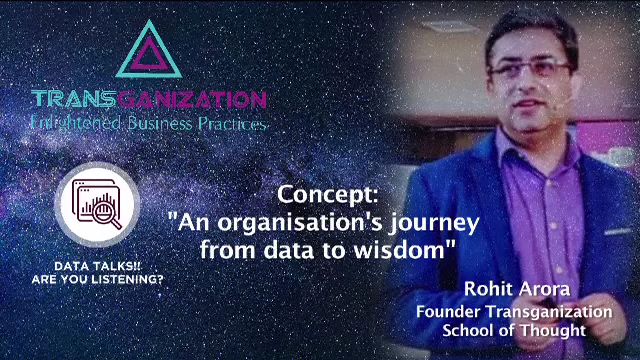 TRANSGANIZATION
Enlightened Business Practices
Concept:
"An organisation's journey
from data to wisdom"
DATA TALKS!!
ARE YOU LISTENING?
Rohit Arora
Founder Transganization
School of Thought